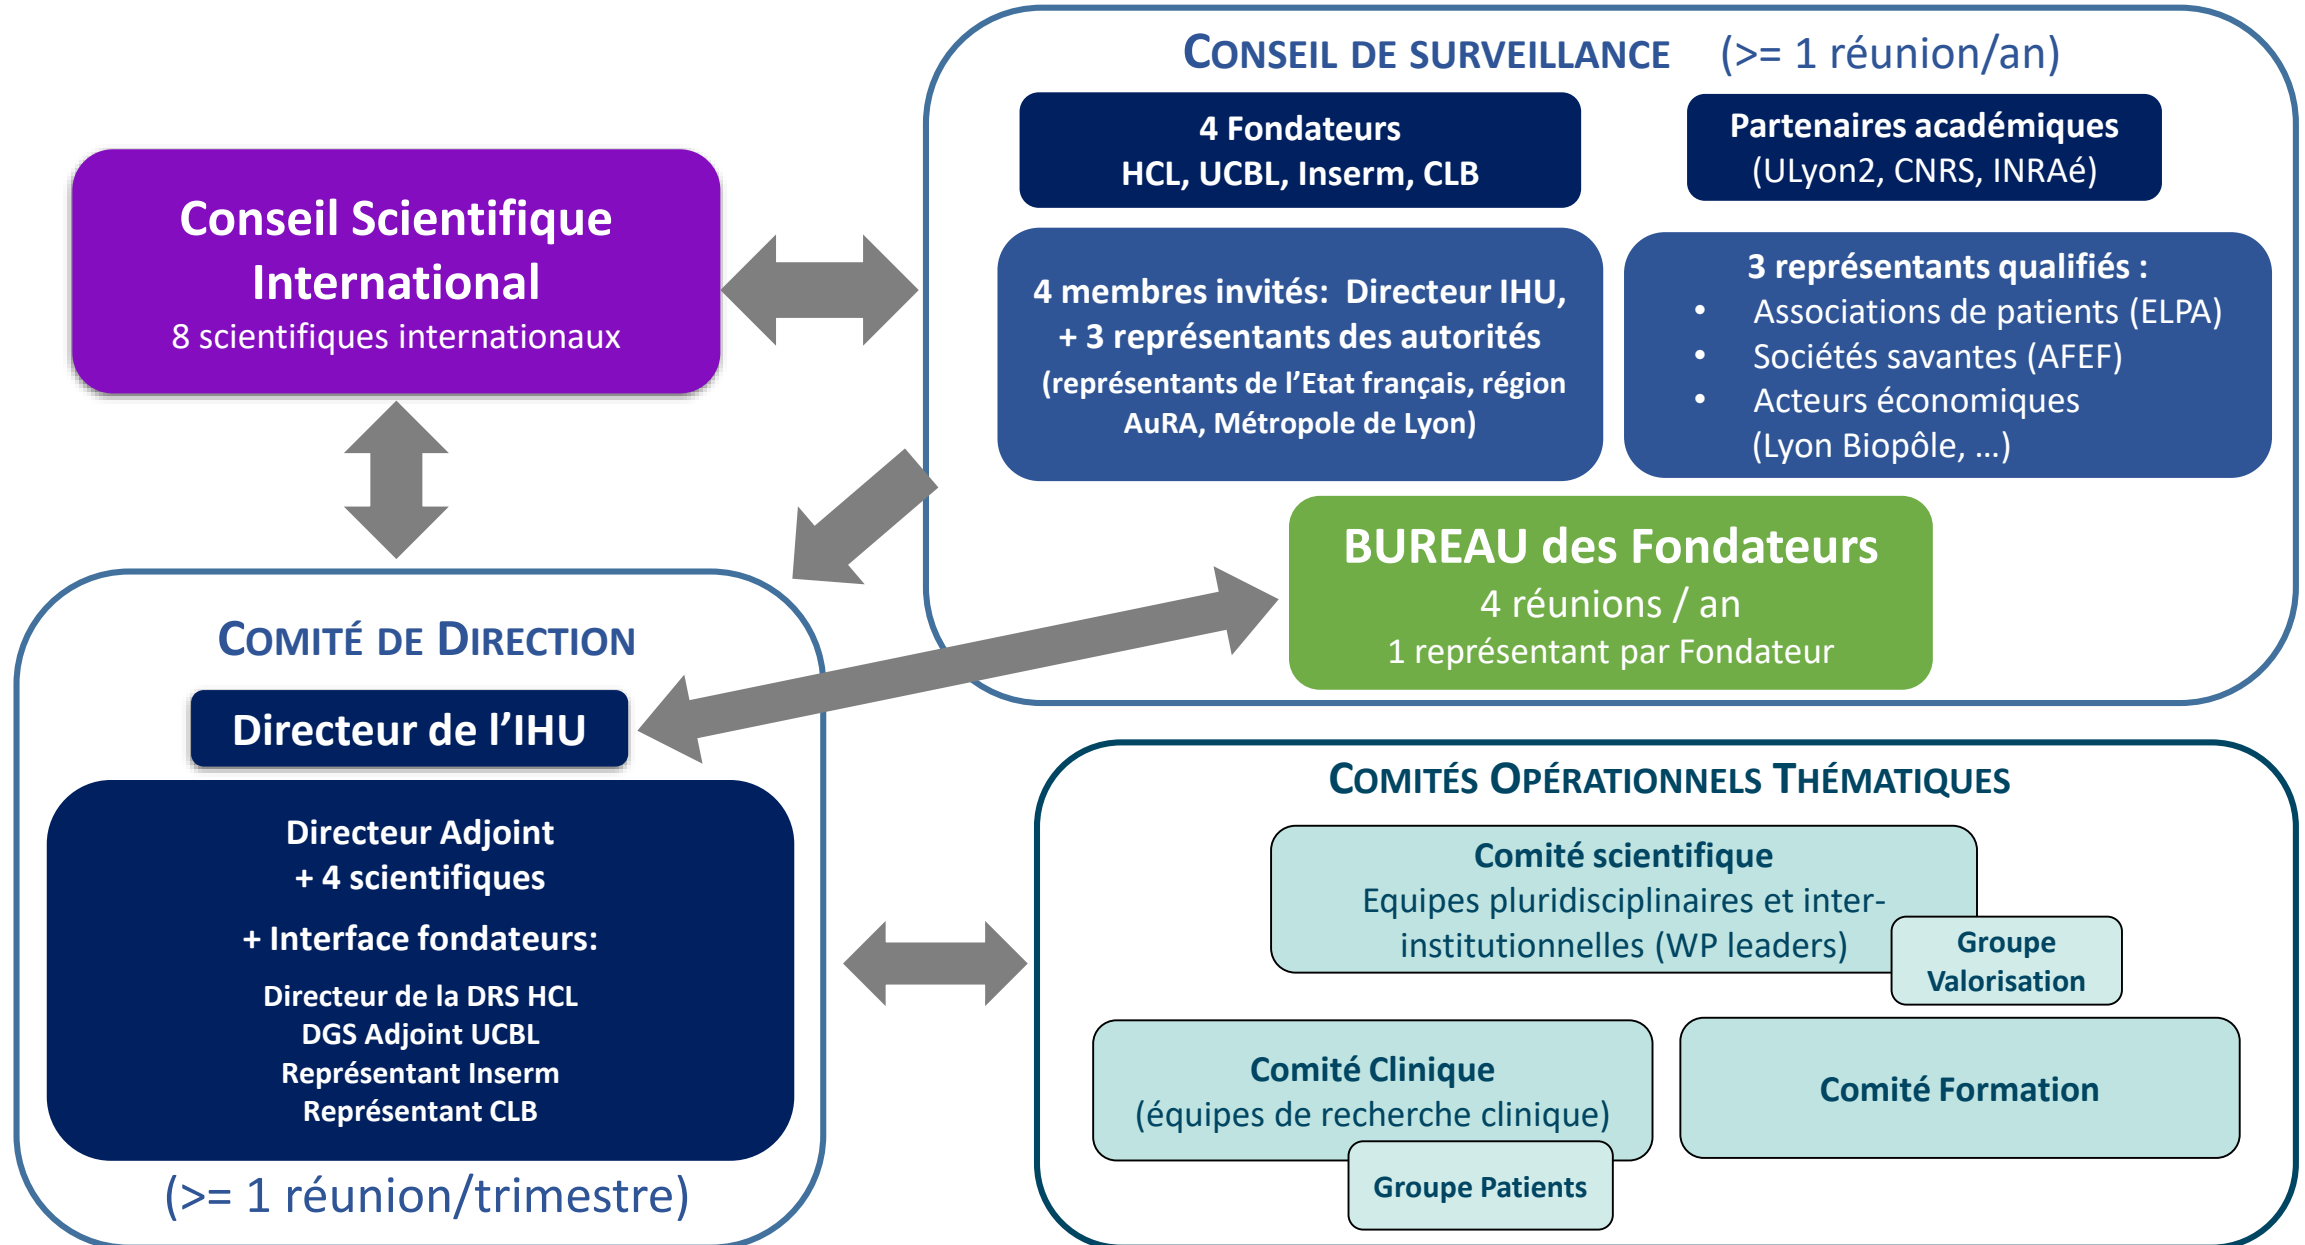 CONSEIL DE SURVEILLANCE (>= 1 réunion/an)
4 Fondateurs
HCL, UCBL, Inserm, CLB
Partenaires académiques
(ULyon2, CNRS, INRAé)
Conseil Scientifique
International
8 scientifiques internationaux
4 membres invités: Directeur IHU,
+ 3 représentants des autorités
(représentants de l’Etat français, région
AuRA, Métropole de Lyon)
3 représentants qualifiés :
• Associations de patients (ELPA)
• Sociétés savantes (AFEF)
• Acteurs économiques
(Lyon Biopôle, …)
BUREAU des Fondateurs
4 réunions / an
1 représentant par Fondateur
COMITÉ DE DIRECTION
Directeur de l’IHU
Directeur Adjoint
+ 4 scientifiques
+ Interface fondateurs:
Directeur de la DRS HCL
DGS Adjoint UCBL
Représentant Inserm
Représentant CLB
(>= 1 réunion/trimestre)
COMITÉS OPÉRATIONNELS THÉMATIQUES
Comité scientifique
Equipes pluridisciplinaires et inter-
institutionnelles (WP leaders)
Groupe
Valorisation
Comité Clinique
(équipes de recherche clinique)
Groupe Patients
Comité Formation